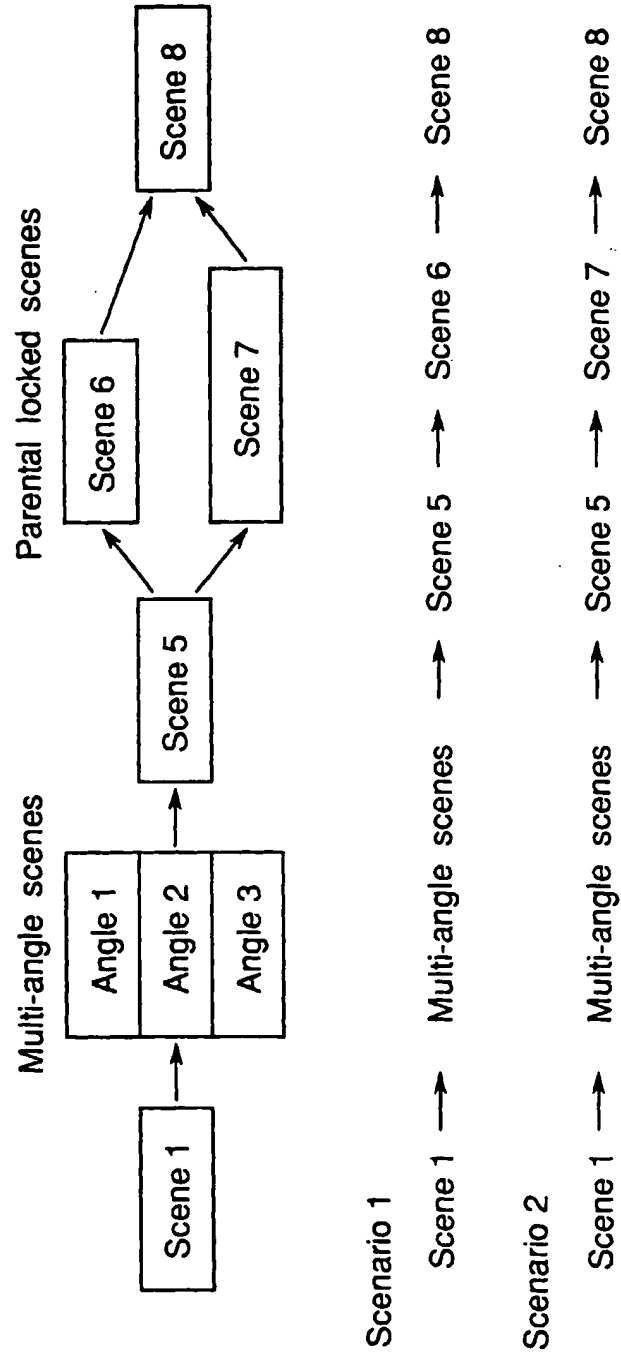 Multi-angle scenes
Parental locked scenes
Scene 1
Angle 1
Angle 2
Angle 3
Scene 5
Scene 6
Scene 7
Scene 8
Scenario 1
Scene 1 → Multi-angle scenes → Scene 5 → Scene 6 → Scene 8
Scenario 2
Scene 1 → Multi-angle scenes → Scene 5 → Scene 7 → Scene 8